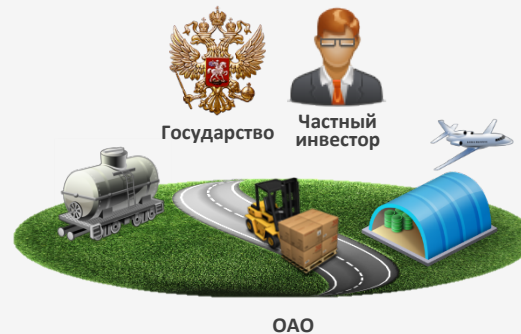 Государство
Частный
инвестор
ОАО